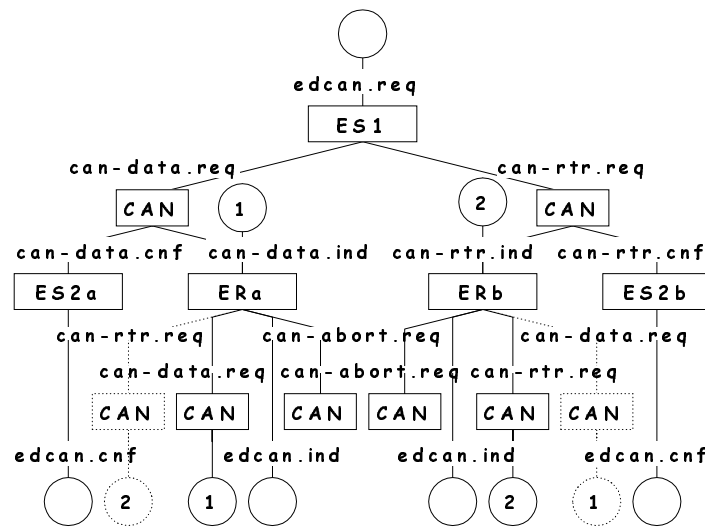 edcan.req
ES1
can-data.req can-rtr.req
CAN 1 2 CAN
can-data.cnf can-data.ind can-rtr.ind can-rtr.cnf
ES2a ERa ERb ES2b
can-rtr.req can-abort.req can-data.req
can-data.req can-abort.req can-rtr.req
CAN CAN CAN CAN CAN CAN
edcan.cnf edcan.ind edcan.ind edcan.cnf
2 1 2 1